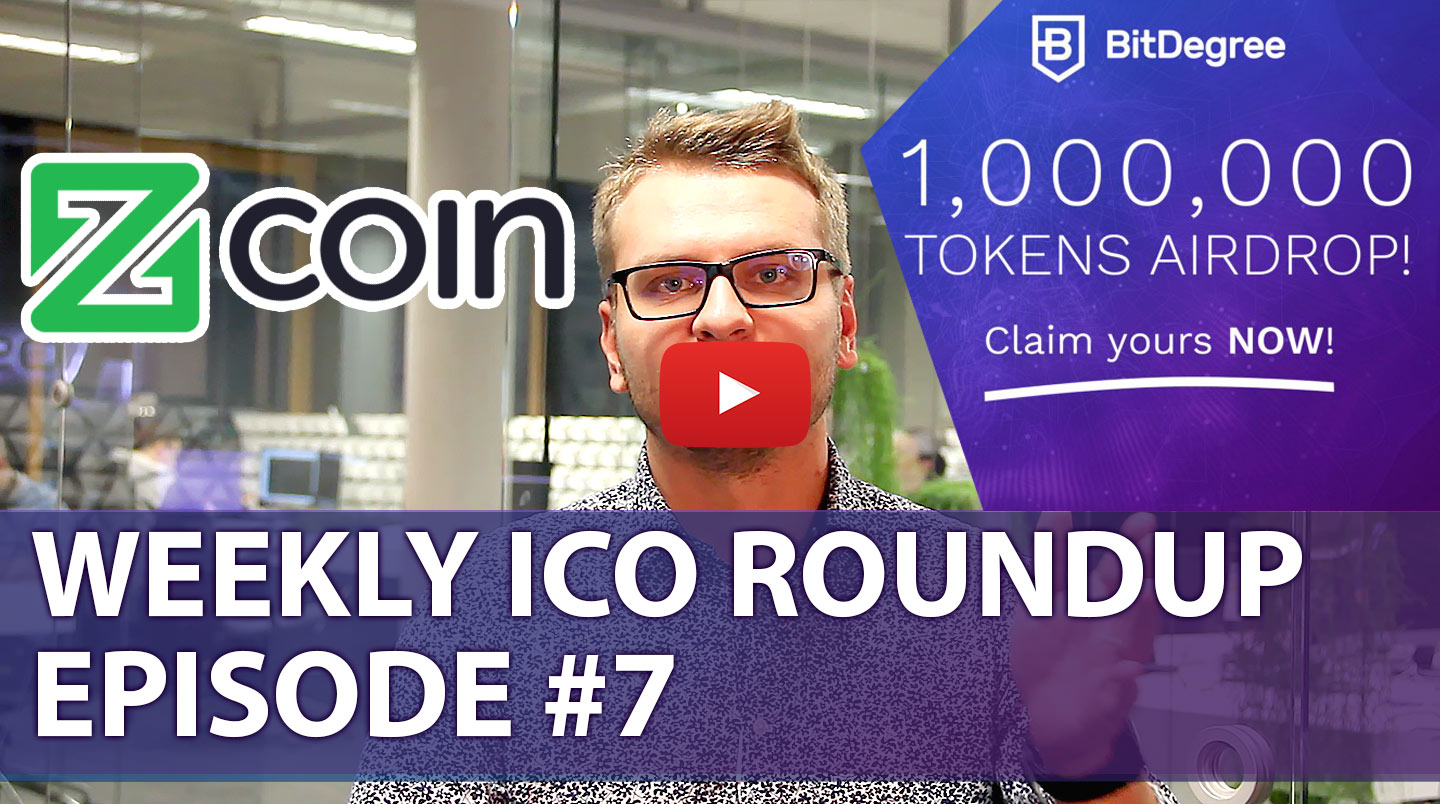 Zcoin
BitDegree
1,000,000
TOKENS AIRDROP!
Claim yours NOW!
WEEKLY ICO ROUNDUP
EPISODE #7